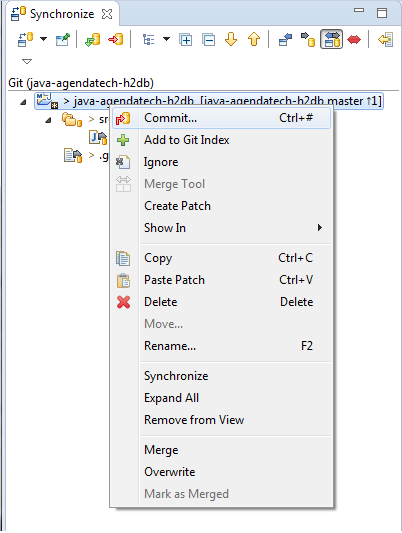 Synchronize
Git (java-agendatech-h2db)
> java-agendatech-h2db [java-agendatech-h2db master ↑1]
> sr
> .g
Commit... Ctrl+#
Add to Git Index
Ignore
Merge Tool
Create Patch
Show In
Copy Ctrl+C
Paste Patch Ctrl+V
Delete Delete
Move...
Rename... F2
Synchronize
Expand All
Remove from View
Merge
Overwrite
Mark as Merged